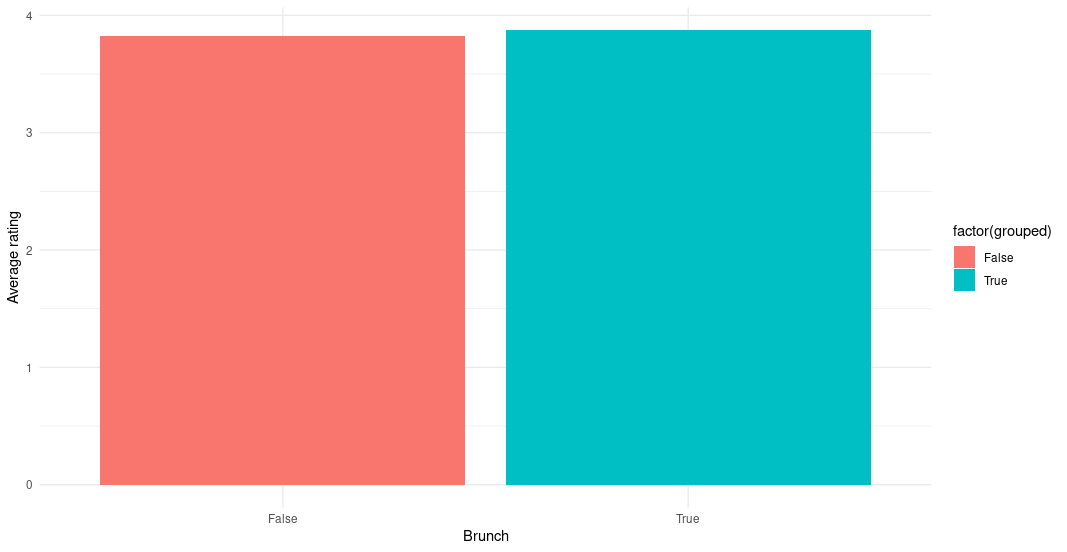 4
3
2
1
0
Average rating
False
True
Brunch
factor(grouped)
False
True